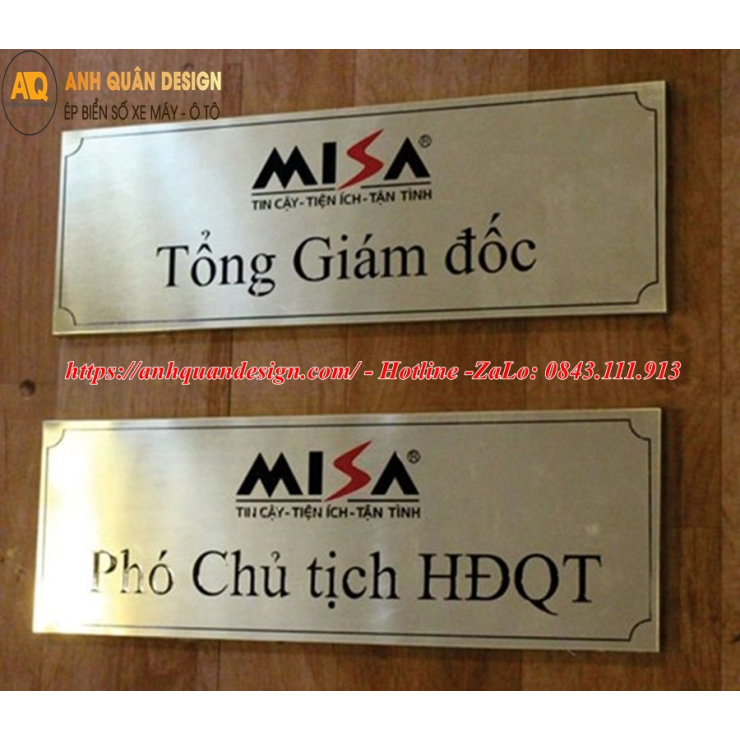 AQ
ANH QUÂN DESIGN
ÉP BIỂN SỐ XE MÁY - Ô TÔ
MISA®
TIN CẬY-TIỆN ÍCH-TẬN TÌNH
Tổng Giám đốc
https://anhquandesign.com/ - Hotline -ZaLo: 0843.111.913
MISA®
TIN CẬY-TIỆN ÍCH-TẬN TÌNH
Phó Chủ tịch HĐQT